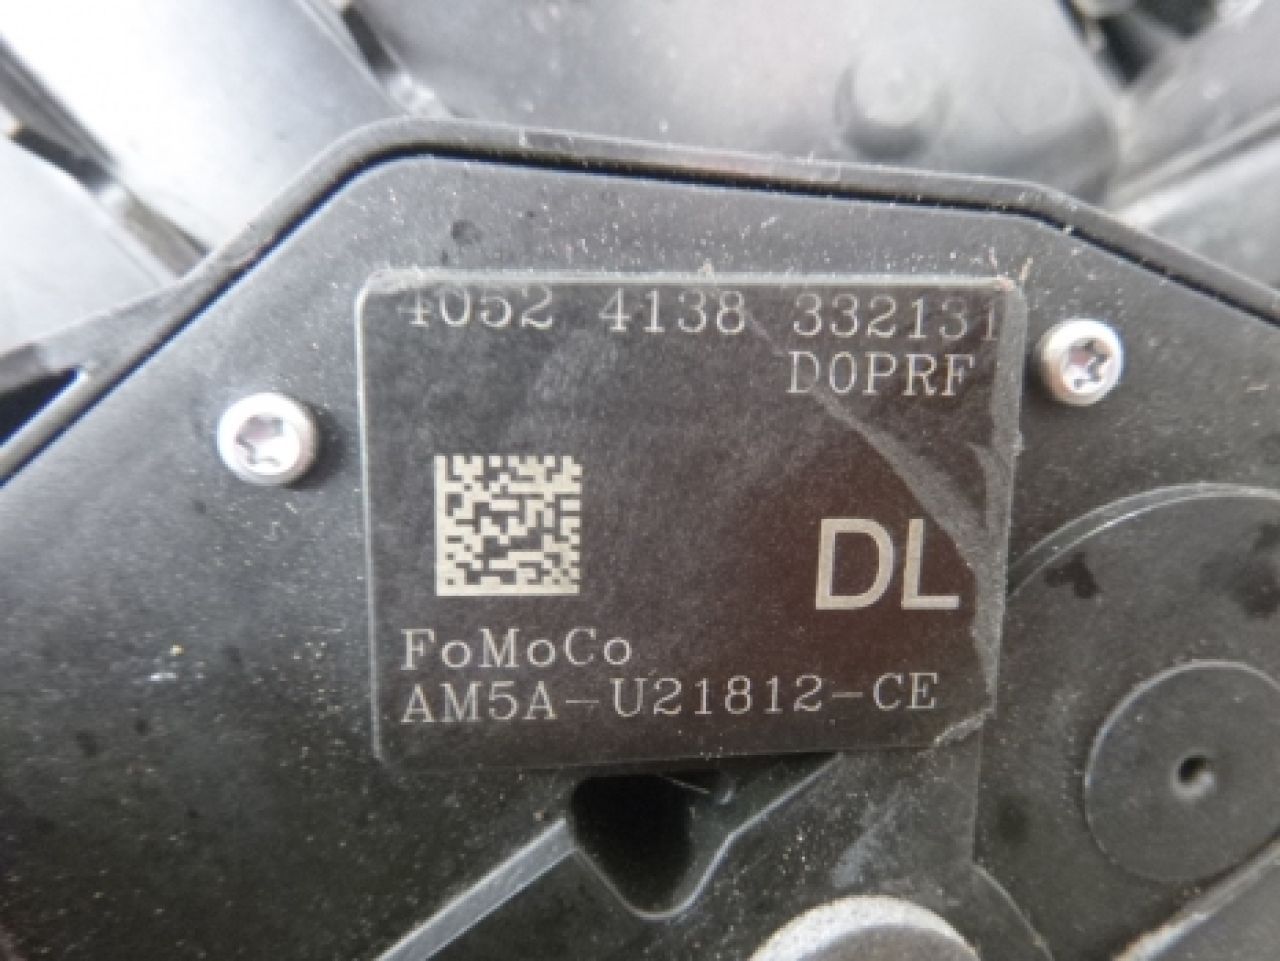 4052 4138 332131
D0PRF
DL
FoMoCo
AM5A-U21812-CE